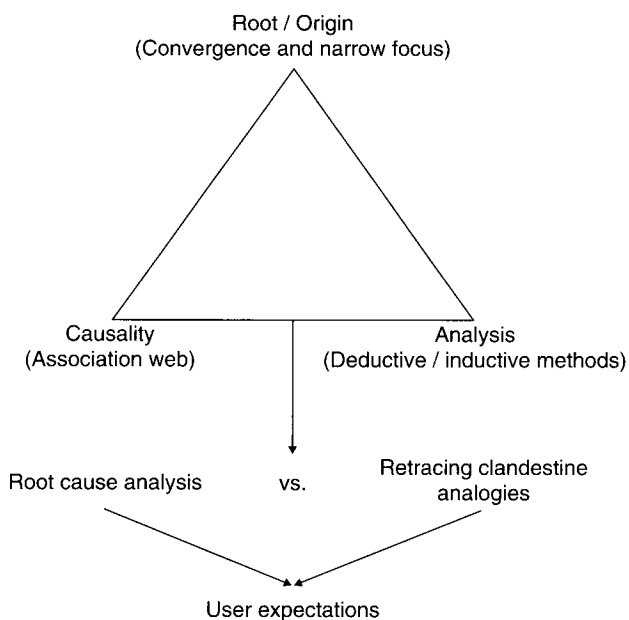 Root / Origin
(Convergence and narrow focus)
Causality
(Association web)
Analysis
(Deductive / inductive methods)
Root cause analysis
vs.
Retracing clandestine
analogies
User expectations